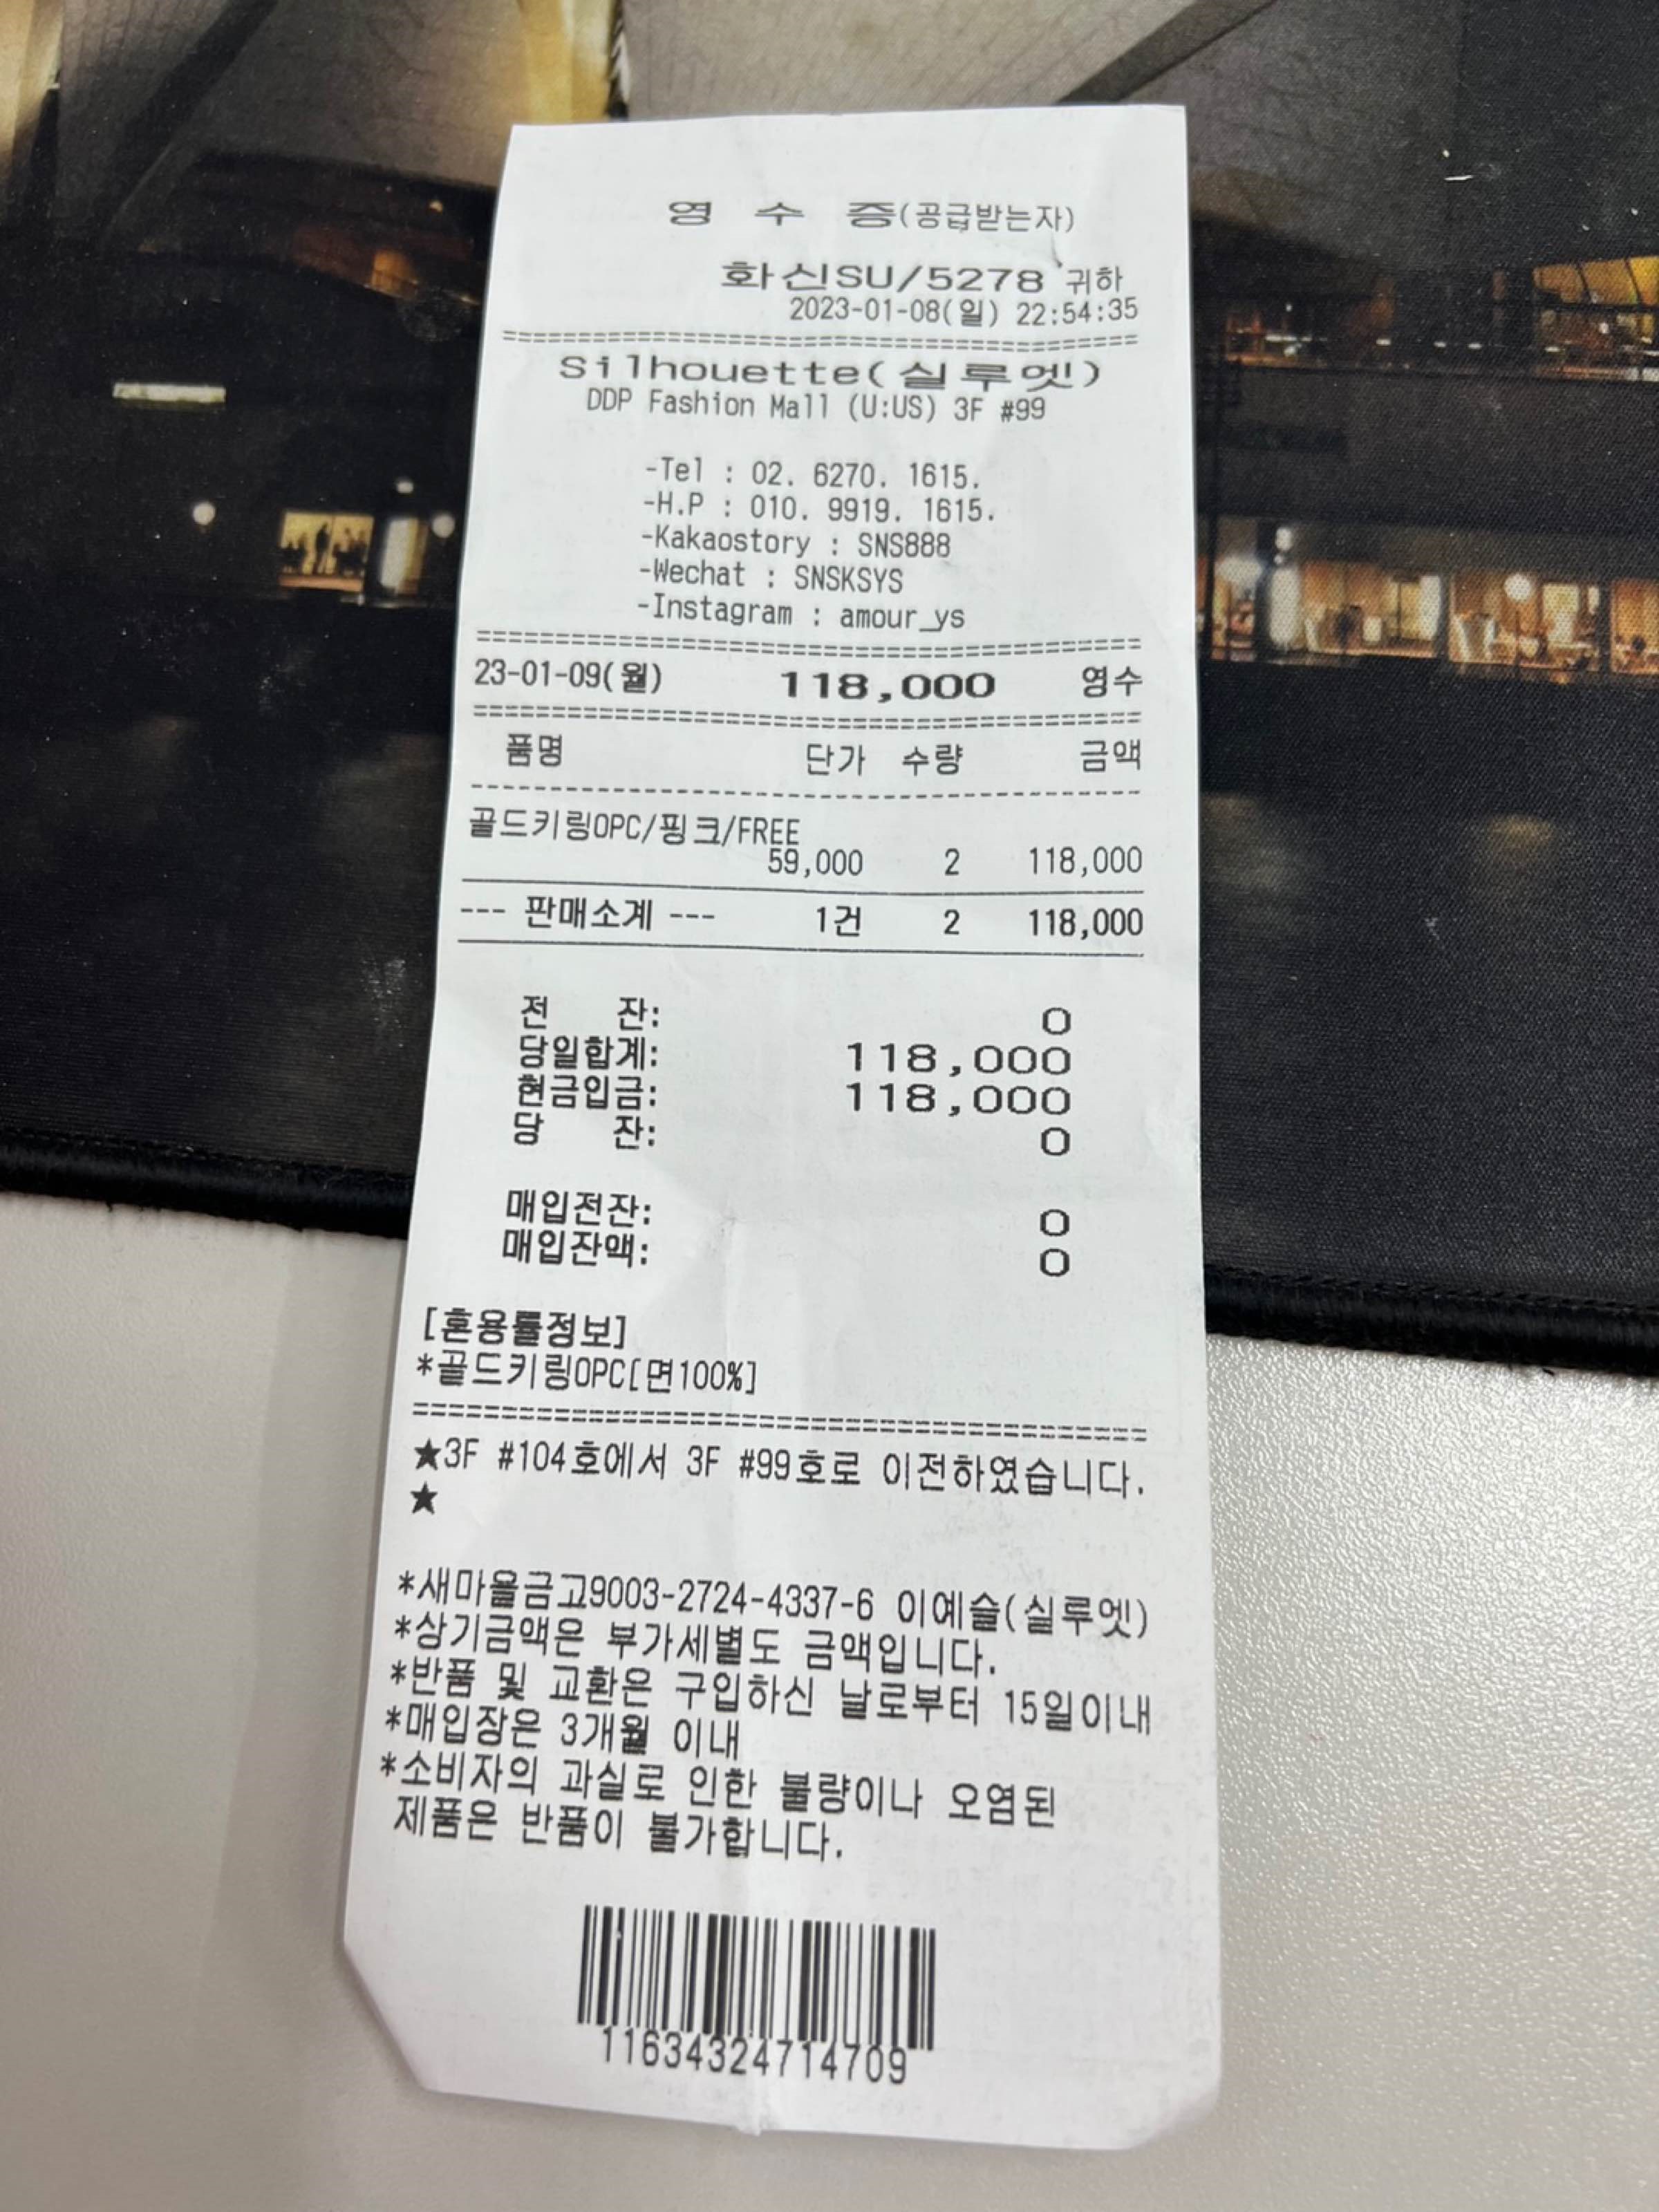 영 수 증(공급받는자)
화신SU/5278 귀하
2023-01-08(일) 22:54:35
========================================
Silhouette(실루엣)
DDP Fashion Mall (U:US) 3F #99
-Tel : 02. 6270. 1615.
-H.P : 010. 9919. 1615.
-Kakaostory : SNS888
-Wechat : SNSKSYS
-Instagram : amour_ys
========================================
23-01-09(월) 118,000 영수
========================================
품명 단가 수량 금액
----------------------------------------
골드키링OPC/핑크/FREE
59,000 2 118,000
--- 판매소계 --- 1건 2 118,000
전 잔: 0
당일합계: 118,000
현금입금: 118,000
당 잔: 0
매입전잔: 0
매입잔액: 0
[혼용률정보]
*골드키링OPC[면100%]
========================================
★3F #104호에서 3F #99호로 이전하였습니다.
★
*새마을금고9003-2724-4337-6 이예슬(실루엣)
*상기금액은 부가세별도 금액입니다.
*반품 및 교환은 구입하신 날로부터 15일이내
*매입장은 3개월 이내
*소비자의 과실로 인한 불량이나 오염된
제품은 반품이 불가합니다.
11634324714709